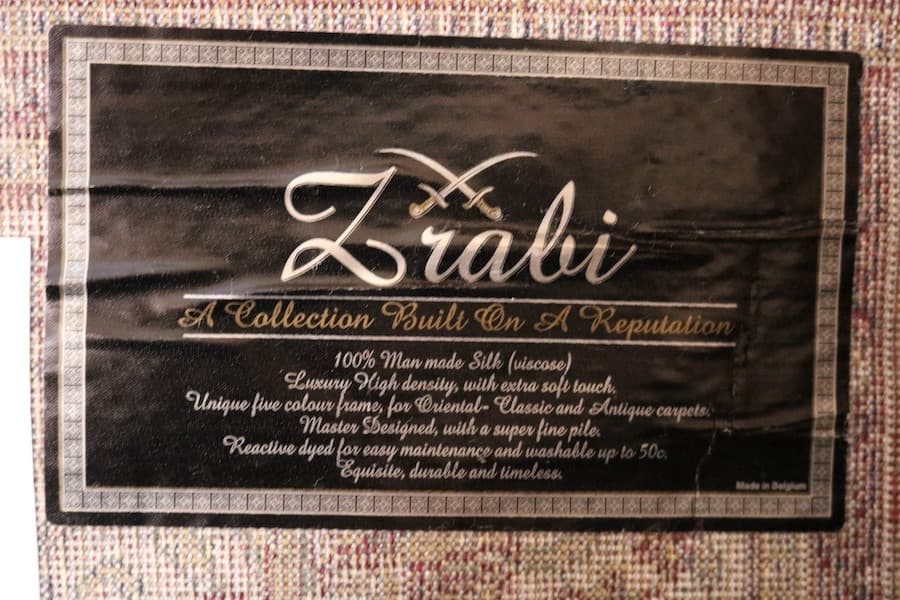 Zrabi
A Collection Built On A Reputation
100% Man made Silk (viscose)
Luxury High density, with extra soft touch.
Unique five colour frame, for Oriental- Classic and Antique carpets.
Master Designed, with a super fine pile.
Reactive dyed for easy maintenance and washable up to 50c.
Equisite, durable and timeless.
Made in Belgium